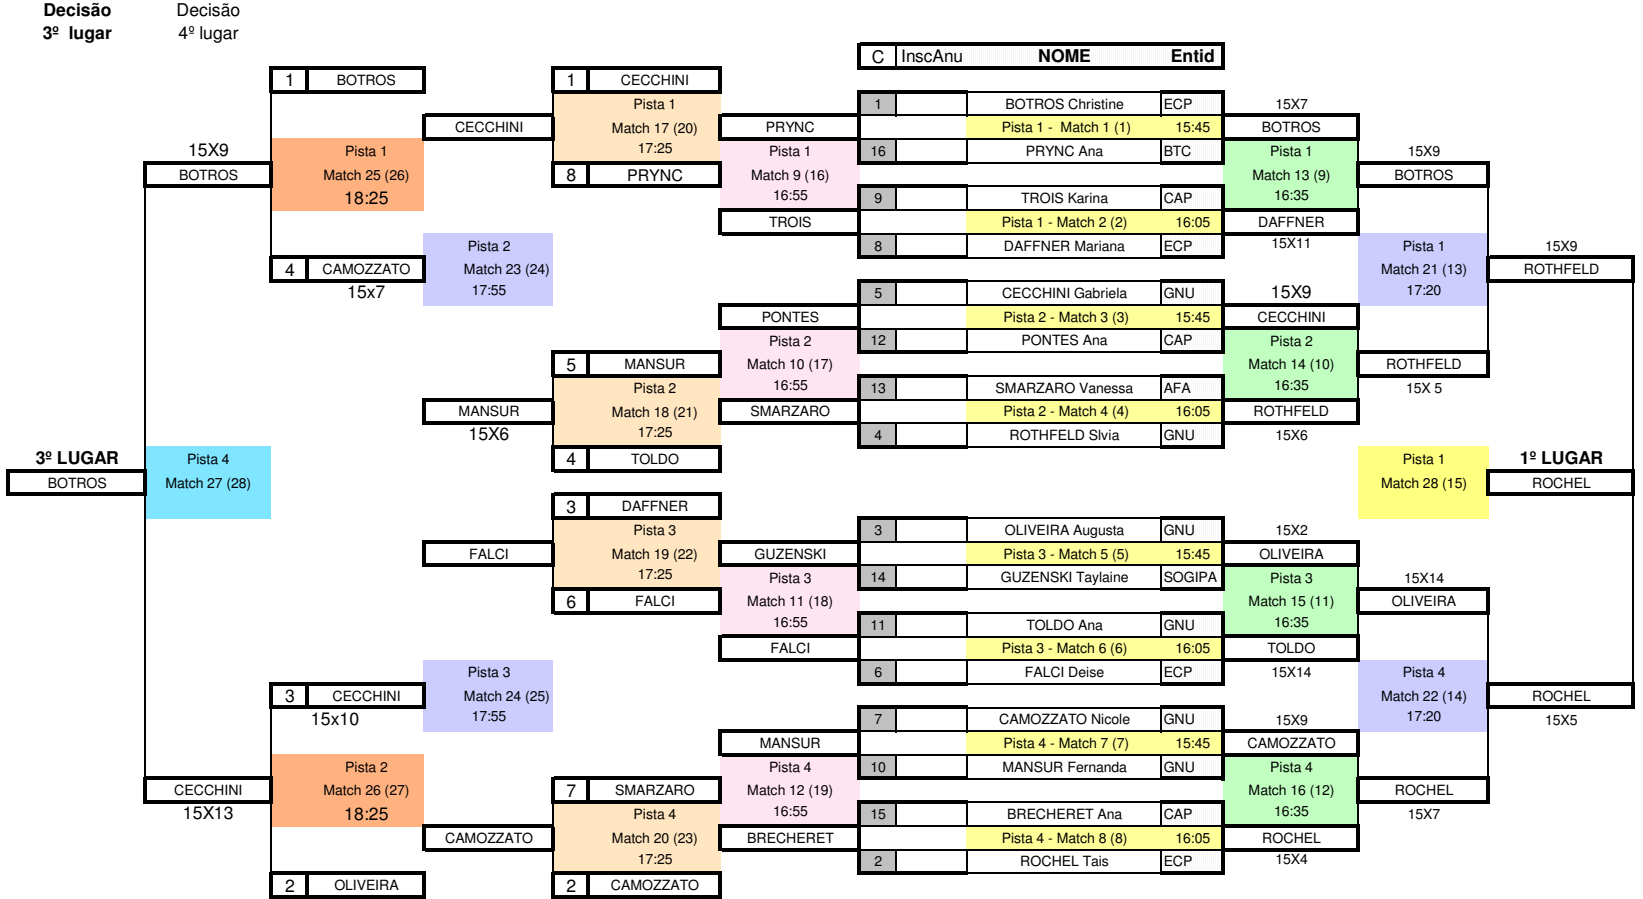 Decisão Decisão
3º lugar 4º lugar
C InscAnu NOME Entid
1 BOTROS 1 CECCHINI
Pista 1 1 BOTROS Christine ECP 15X7
CECCHINI Match 17 (20) PRYNC Pista 1 - Match 1 (1) 15:45 BOTROS
15X9 Pista 1 17:25 Pista 1 16 PRYNC Ana BTC Pista 1 15X9
BOTROS Match 25 (26) 8 PRYNC Match 9 (16) Match 13 (9) BOTROS
18:25 16:55 9 TROIS Karina CAP 16:35
TROIS Pista 1 - Match 2 (2) 16:05 DAFFNER
Pista 2 8 DAFFNER Mariana ECP 15X11 Pista 1 15X9
4 CAMOZZATO Match 23 (24) Match 21 (13) ROTHFELD
15x7 17:55 5 CECCHINI Gabriela GNU 15X9 17:20
PONTES Pista 2 - Match 3 (3) 15:45 CECCHINI
Pista 2 12 PONTES Ana CAP Pista 2
5 MANSUR Match 10 (17) Match 14 (10) ROTHFELD
Pista 2 16:55 13 SMARZARO Vanessa AFA 16:35 15X 5
MANSUR Match 18 (21) SMARZARO Pista 2 - Match 4 (4) 16:05 ROTHFELD
15X6 17:25 4 ROTHFELD Slvia GNU 15X6
3º LUGAR Pista 4 4 TOLDO Pista 1 1º LUGAR
BOTROS Match 27 (28) Match 28 (15) ROCHEL
3 DAFFNER
Pista 3 3 OLIVEIRA Augusta GNU 15X2
FALCI Match 19 (22) GUZENSKI Pista 3 - Match 5 (5) 15:45 OLIVEIRA
17:25 Pista 3 14 GUZENSKI Taylaine SOGIPA Pista 3 15X14
6 FALCI Match 11 (18) Match 15 (11) OLIVEIRA
16:55 11 TOLDO Ana GNU 16:35
FALCI Pista 3 - Match 6 (6) 16:05 TOLDO
Pista 3 6 FALCI Deise ECP 15X14 Pista 4
3 CECCHINI Match 24 (25) Match 22 (14) ROCHEL
15x10 17:55 7 CAMOZZATO Nicole GNU 15X9 17:20 15X5
MANSUR Pista 4 - Match 7 (7) 15:45 CAMOZZATO
Pista 2 Pista 4 10 MANSUR Fernanda GNU Pista 4
CECCHINI Match 26 (27) 7 SMARZARO Match 12 (19) Match 16 (12) ROCHEL
15X13 18:25 Pista 4 16:55 15 BRECHERET Ana CAP 16:35 15X7
CAMOZZATO Match 20 (23) BRECHERET Pista 4 - Match 8 (8) 16:05 ROCHEL
17:25 2 ROCHEL Tais ECP 15X4
2 OLIVEIRA 2 CAMOZZATO